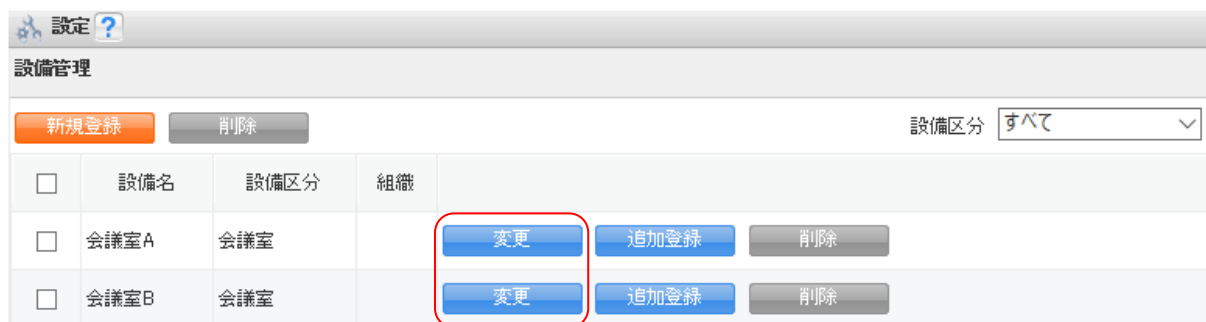 設定 ?
設備管理
新規登録 削除 設備区分 すべて
設備名 設備区分 組織
会議室A 会議室 変更 追加登録 削除
会議室B 会議室 変更 追加登録 削除